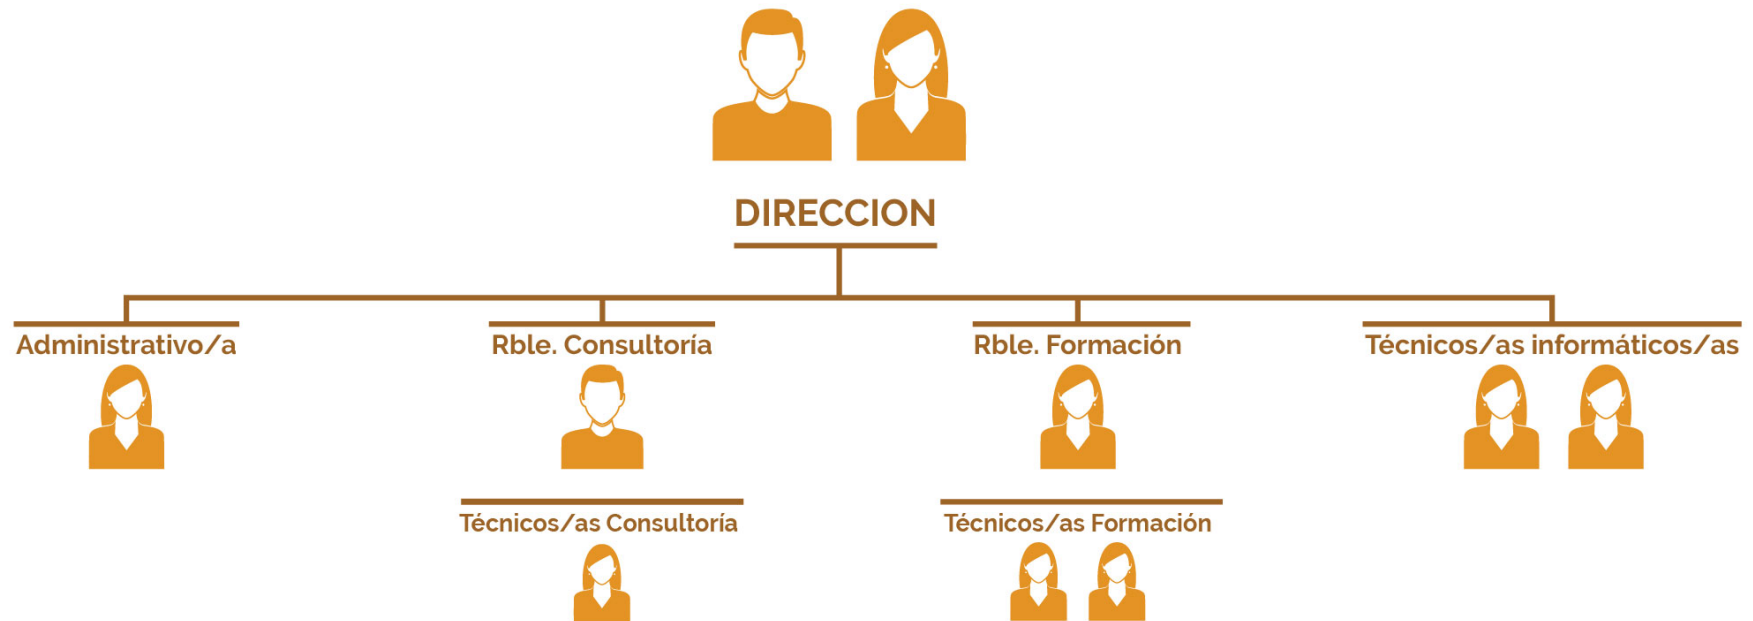 DIRECCION
Administrativo/a
Rble. Consultoría
Rble. Formación
Técnicos/as informáticos/as
Técnicos/as Consultoría
Técnicos/as Formación